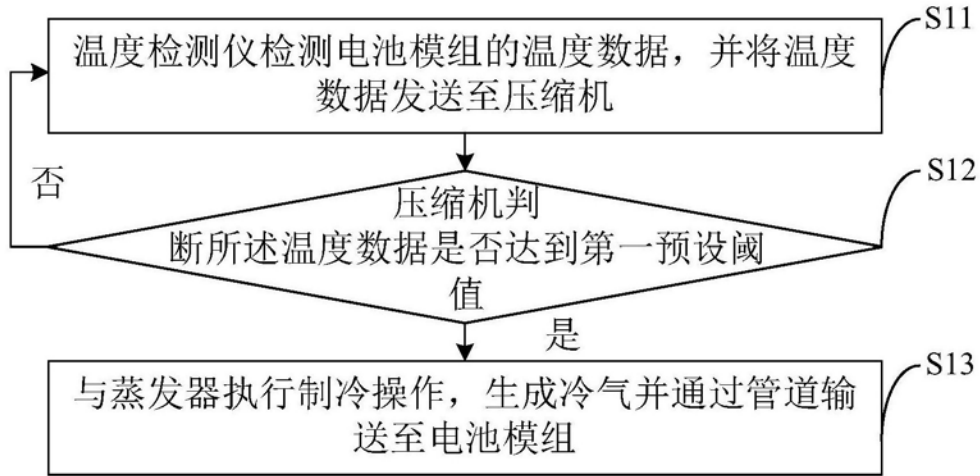 S11
温度检测仪检测电池模组的温度数据，并将温度
数据发送至压缩机
否
S12
压缩机判
断所述温度数据是否达到第一预设阈
值
是
S13
与蒸发器执行制冷操作，生成冷气并通过管道输
送至电池模组